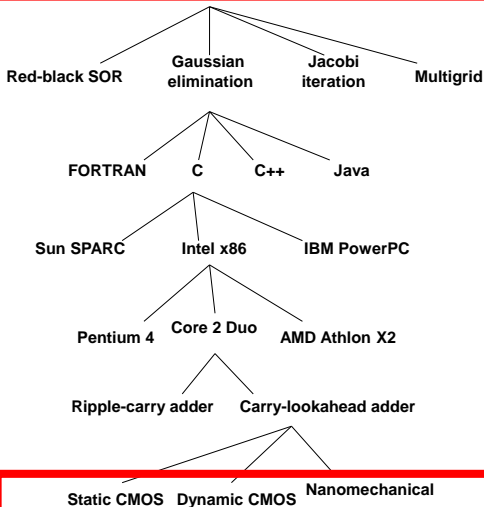 Red-black SOR Gaussian elimination Jacobi iteration Multigrid
FORTRAN C C++ Java
Sun SPARC Intel x86 IBM PowerPC
Pentium 4 Core 2 Duo AMD Athlon X2
Ripple-carry adder Carry-lookahead adder
Static CMOS Dynamic CMOS Nanomechanical